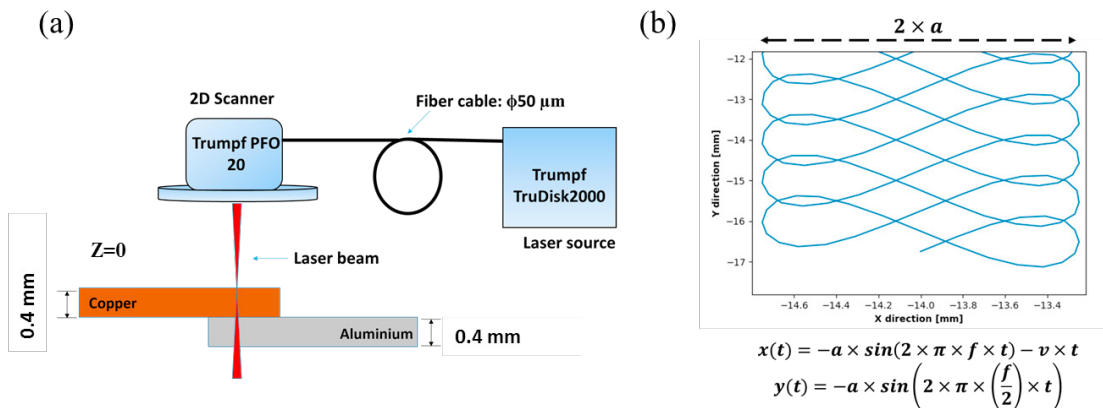 (a)
2D Scanner
Trumpf PFO
20
Fiber cable: ϕ50 μm
Trumpf
TruDisk2000
Laser source
Z=0
Laser beam
0.4 mm
Copper
Aluminium
0.4 mm
(b)
2 × a
Y direction [mm]
−12
−13
−14
−15
−16
−17
−14.6 −14.4 −14.2 −14.0 −13.8 −13.6 −13.4
X direction [mm]
x(t) = −a × sin(2 × π × f × t) − v × t
y(t) = −a × sin(2 × π × (f/2) × t)